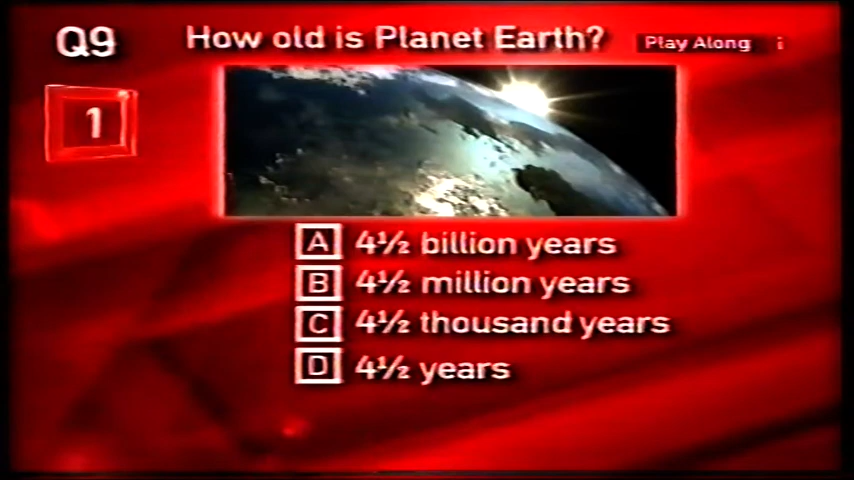 Q9
How old is Planet Earth?
Play Along i
1
A 4½ billion years
B 4½ million years
C 4½ thousand years
D 4½ years